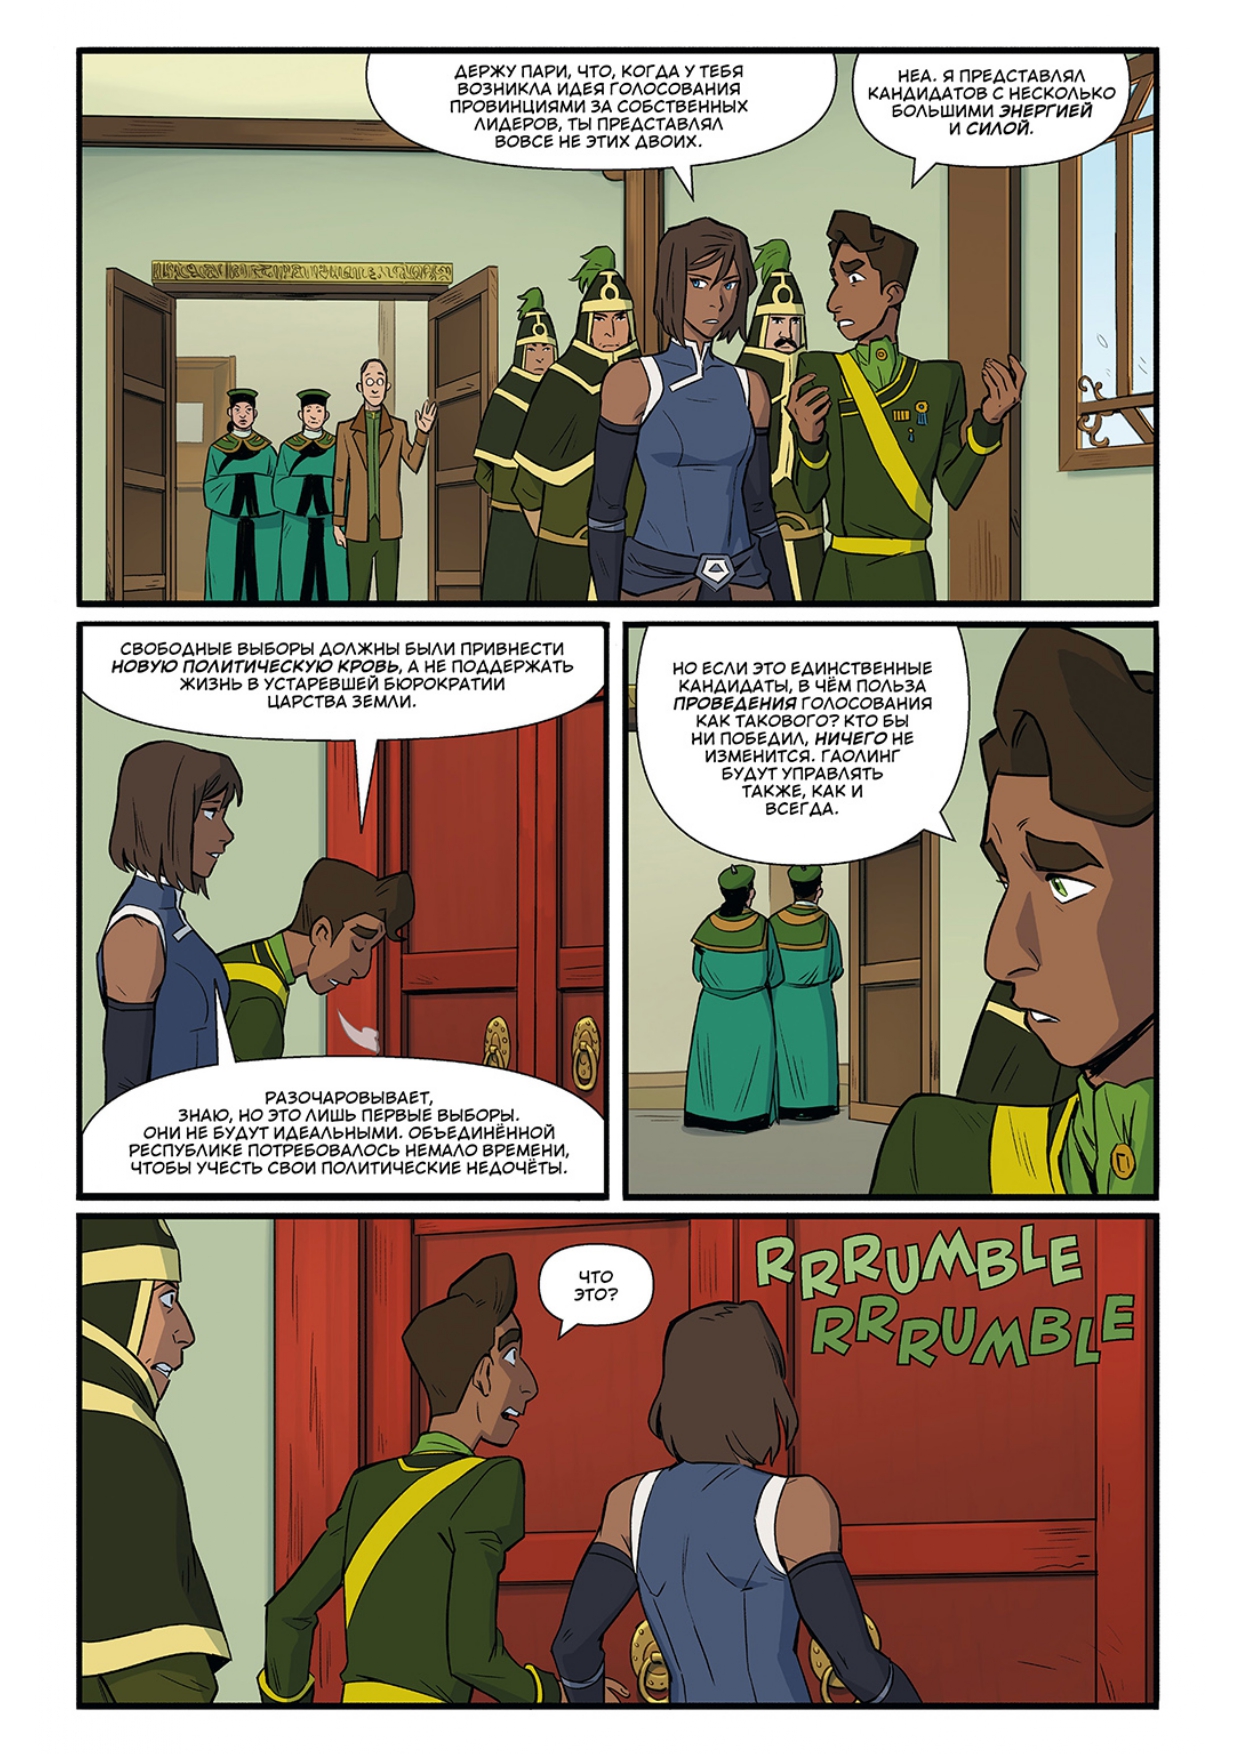 ДЕРЖУ ПАРИ, ЧТО, КОГДА У ТЕБЯ
ВОЗНИКЛА ИДЕЯ ГОЛОСОВАНИЯ
ПРОВИНЦИЯМИ ЗА СОБСТВЕННЫХ
ЛИДЕРОВ, ТЫ ПРЕДСТАВЛЯЛ
ВОВСЕ НЕ ЭТИХ ДВОИХ.
НЕА. Я ПРЕДСТАВЛЯЛ
КАНДИДАТОВ С НЕСКОЛЬКО
БОЛЬШИМИ ЭНЕРГИЕЙ
И СИЛОЙ.
СВОБОДНЫЕ ВЫБОРЫ ДОЛЖНЫ БЫЛИ ПРИВНЕСТИ
НОВУЮ ПОЛИТИЧЕСКУЮ КРОВЬ, А НЕ ПОДДЕРЖАТЬ
ЖИЗНЬ В УСТАРЕВШЕЙ БЮРОКРАТИИ
ЦАРСТВА ЗЕМЛИ.
РАЗОЧАРОВЫВАЕТ,
ЗНАЮ, НО ЭТО ЛИШЬ ПЕРВЫЕ ВЫБОРЫ.
ОНИ НЕ БУДУТ ИДЕАЛЬНЫМИ. ОБЪЕДИНЁННОЙ
РЕСПУБЛИКЕ ПОТРЕБОВАЛОСЬ НЕМАЛО ВРЕМЕНИ,
ЧТОБЫ УЧЕСТЬ СВОИ ПОЛИТИЧЕСКИЕ НЕДОЧЁТЫ.
НО ЕСЛИ ЭТО ЕДИНСТВЕННЫЕ
КАНДИДАТЫ, В ЧЁМ ПОЛЬЗА
ПРОВЕДЕНИЯ ГОЛОСОВАНИЯ
КАК ТАКОВОГО? КТО БЫ
НИ ПОБЕДИЛ, НИЧЕГО НЕ
ИЗМЕНИТСЯ. ГАОЛИНГ
БУДУТ УПРАВЛЯТЬ
ТАКЖЕ, КАК И
ВСЕГДА.
ЧТО
ЭТО?
RRRUMBLE
RRRUMBLE